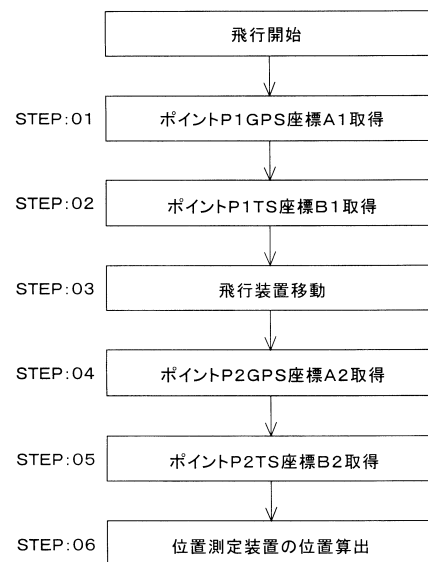 飛行開始
STEP:01 ポイントP1GPS座標A1取得
STEP:02 ポイントP1TS座標B1取得
STEP:03 飛行装置移動
STEP:04 ポイントP2GPS座標A2取得
STEP:05 ポイントP2TS座標B2取得
STEP:06 位置測定装置の位置算出